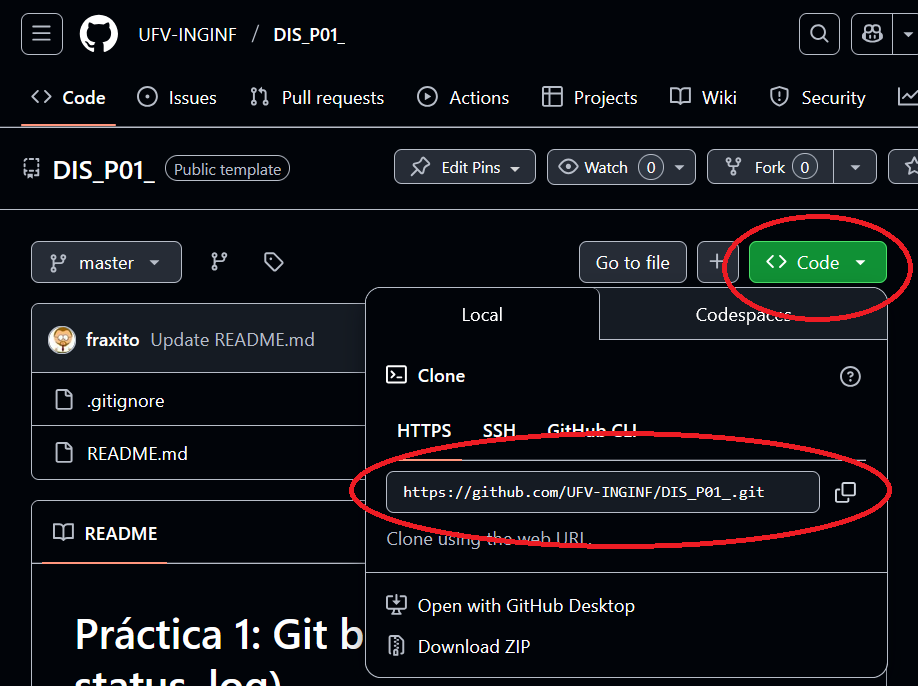 UFV-INGINF / DIS_P01_
Code Issues Pull requests Actions Projects Wiki Security
DIS_P01_ Public template Edit Pins Watch 0 Fork 0
master Go to file Code
Local Codespaces
fraxito Update README.md
Clone
.gitignore
HTTPS SSH GitHub CLI
README.md
https://github.com/UFV-INGINF/DIS_P01_.git
README
Clone using the web URL.
Open with GitHub Desktop
Práctica 1: Git b
Download ZIP
status, log)